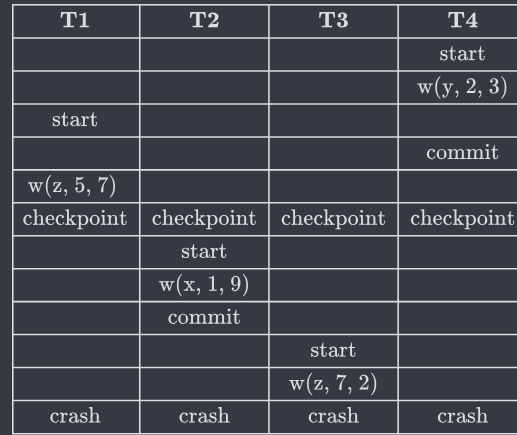 T1 T2 T3 T4
start
w(y, 2, 3)
start
commit
w(z, 5, 7)
checkpoint checkpoint checkpoint checkpoint
start
w(x, 1, 9)
commit
start
w(z, 7, 2)
crash crash crash crash